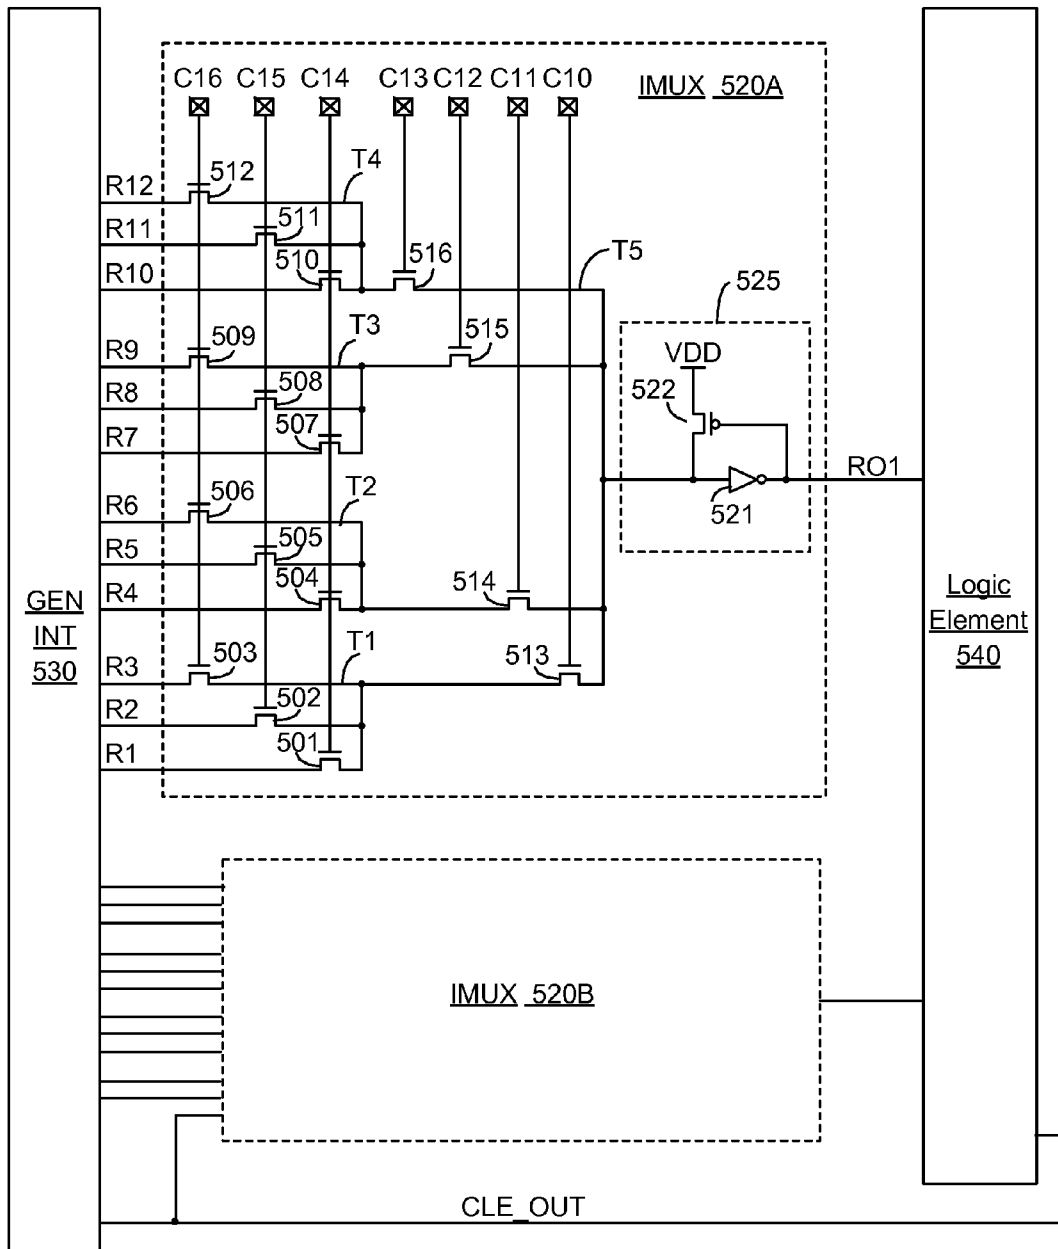 C16 C15 C14 C13 C12 C11 C10
IMUX 520A
512
T4
R12
511
R11
510
516
T5
R10
525
509
T3
515
R9
VDD
508
R8
522
507
R7
RO1
506
T2
521
R6
505
R5
504
514
R4
GEN
INT
530
Logic
Element
540
503
T1
513
R3
502
R2
501
R1
IMUX 520B
CLE_OUT